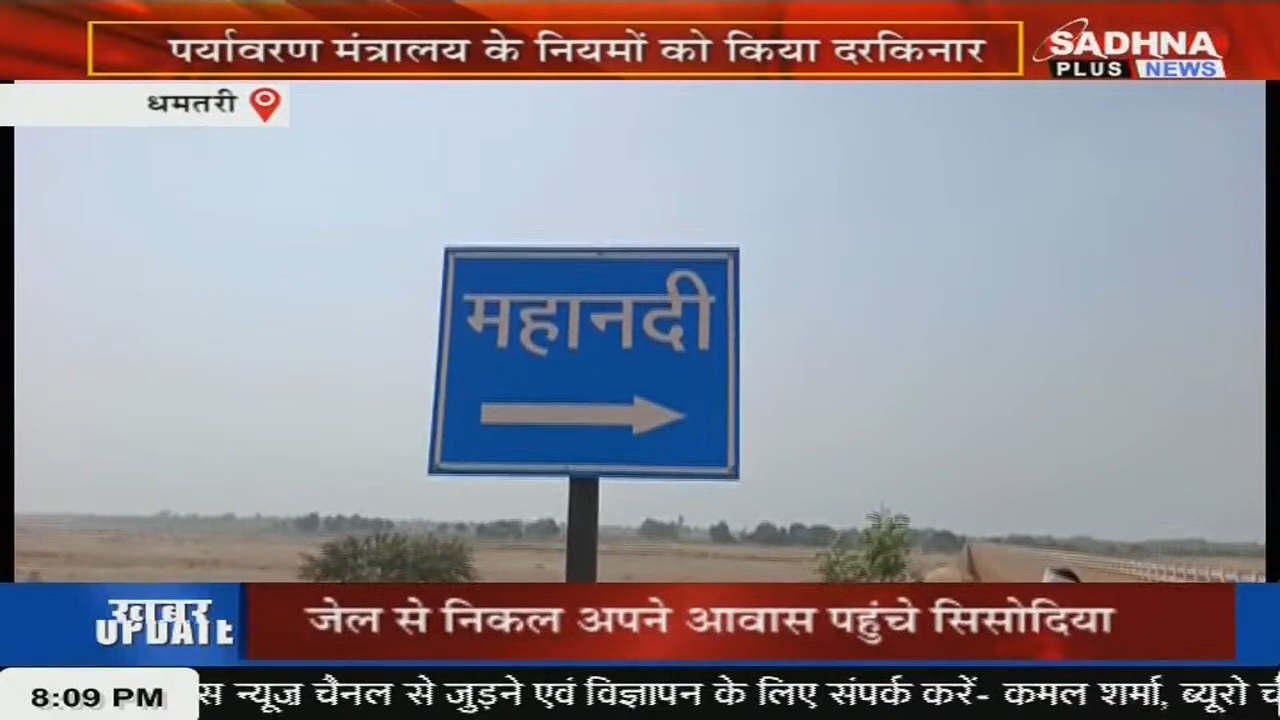 पर्यावरण मंत्रालय के नियमों को किया दरकिनार
SADHNA
PLUS NEWS
धमतरी
महानदी
खबर
UPDATE
जेल से निकल अपने आवास पहुंचे सिसोदिया
8:09 PM
स न्यूज़ चैनल से जुड़ने एवं विज्ञापन के लिए संपर्क करें- कमल शर्मा, ब्यूरो